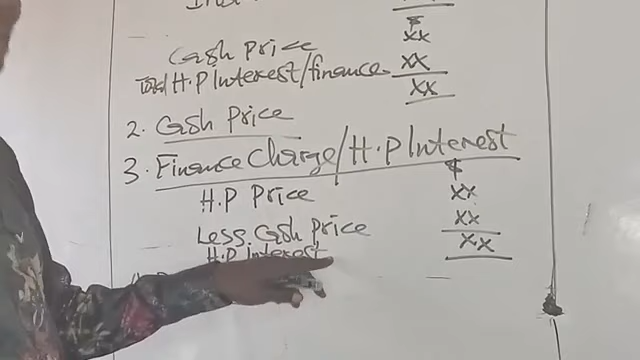 $
Cash Price xx
Total H.P Interest/finance xx
xx
2. Cash Price
3. Finance Charge/H.P Interest
$
H.P Price xx
Less Cash Price xx
H.P Interest xx